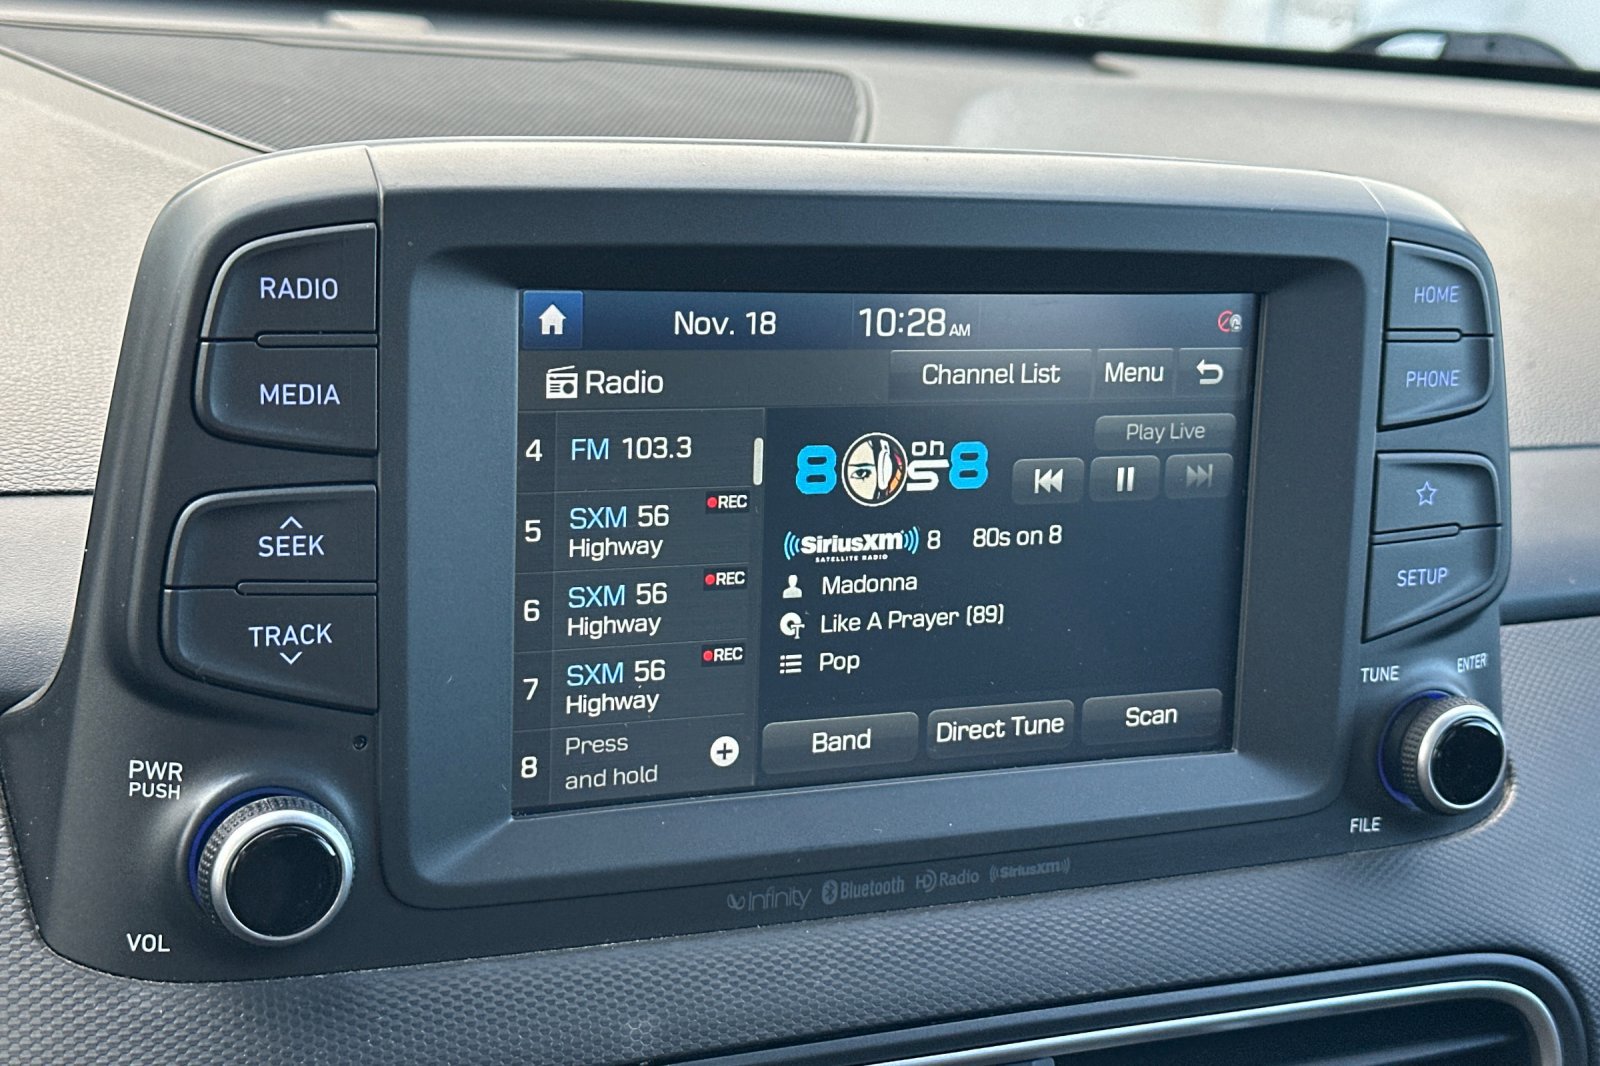 RADIO
MEDIA
SEEK
TRACK
PWR
PUSH
VOL
Nov. 18
10:28 AM
Radio
Channel List
Menu
4 FM 103.3
5 SXM 56 REC
Highway
6 SXM 56 REC
Highway
7 SXM 56 REC
Highway
8 Press
and hold
80s on 8
Play Live
((SiriusXM)) 8 80s on 8
SATELLITE RADIO
Madonna
Like A Prayer (89)
Pop
Band
Direct Tune
Scan
Infinity Bluetooth HD Radio ((SiriusXM))
HOME
PHONE
SETUP
TUNE
ENTER
FILE